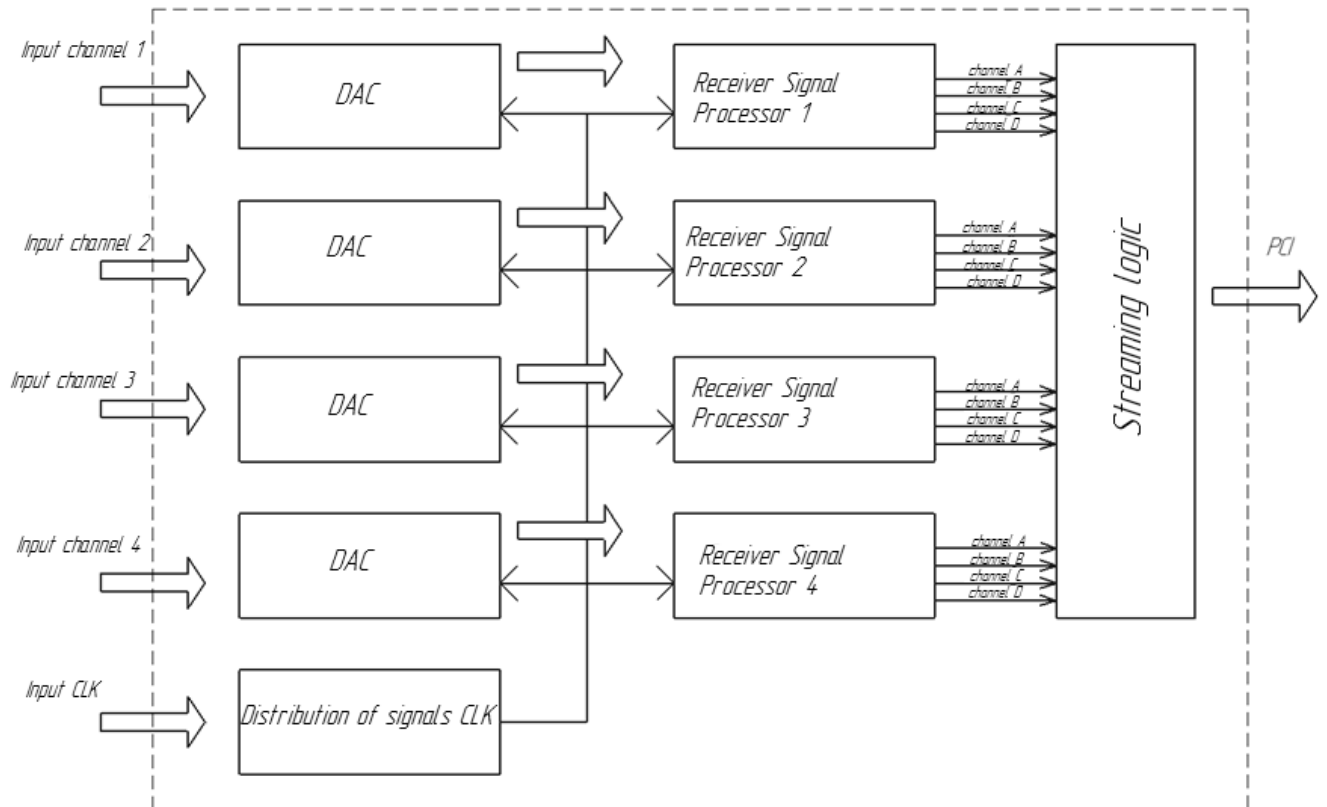 Input channel 1
DAC
Receiver Signal
Processor 1
channel A
channel B
channel C
channel D
Input channel 2
DAC
Receiver Signal
Processor 2
channel A
channel B
channel C
channel D
Streaming logic
PCI
Input channel 3
DAC
Receiver Signal
Processor 3
channel A
channel B
channel C
channel D
Input channel 4
DAC
Receiver Signal
Processor 4
channel A
channel B
channel C
channel D
Input CLK
Distribution of signals CLK